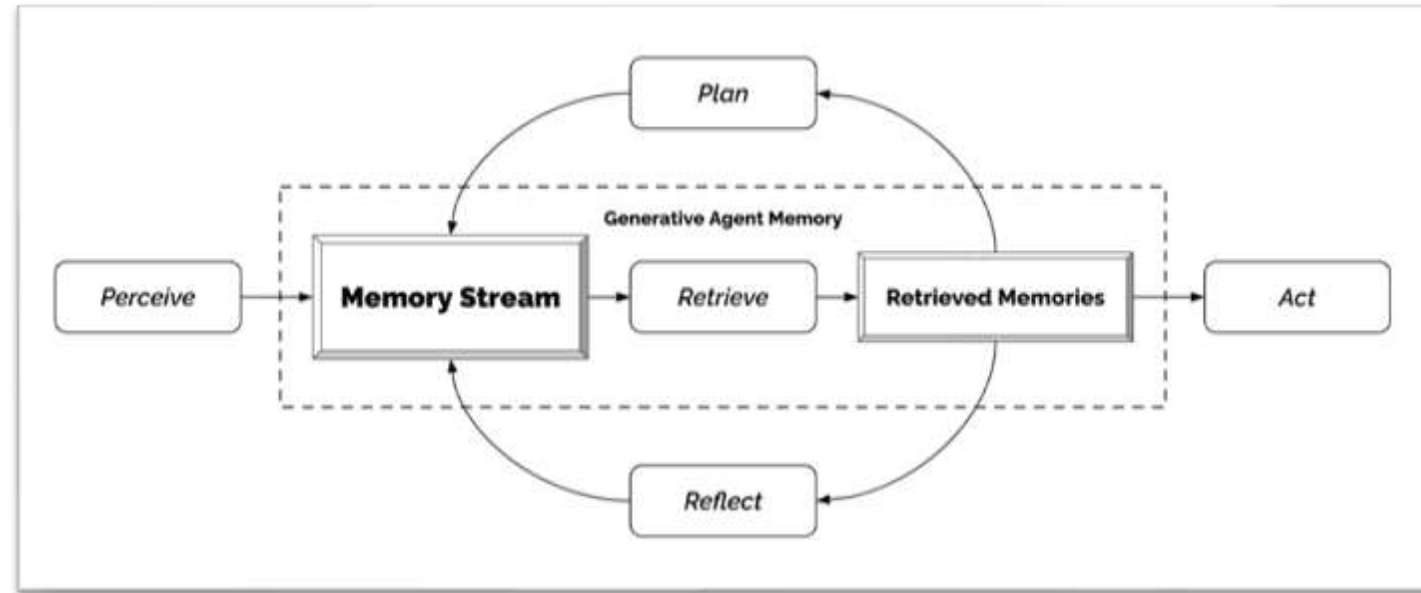 Plan
Generative Agent Memory
Perceive
Memory Stream
Retrieve
Retrieved Memories
Act
Reflect